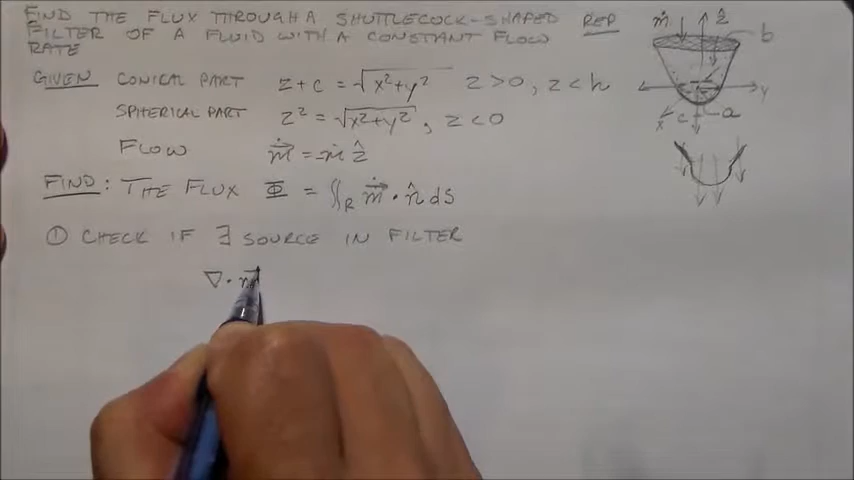 FIND THE FLUX THROUGH A SHUTTLECOCK-SHAPED REP
FILTER OF A FLUID WITH A CONSTANT FLOW
RATE
GIVEN CONICAL PART z+c = √x²+y² z>0, z<h
SPHERICAL PART z² = √x²+y², z<0
FLOW ṁ⃗ = -ṁ ẑ
FIND: THE FLUX Φ = ∬_R ṁ⃗ · n̂ dS
① CHECK IF ∃ SOURCE IN FILTER
∇ · m⃗
ṁ ẑ
b
y
x c a